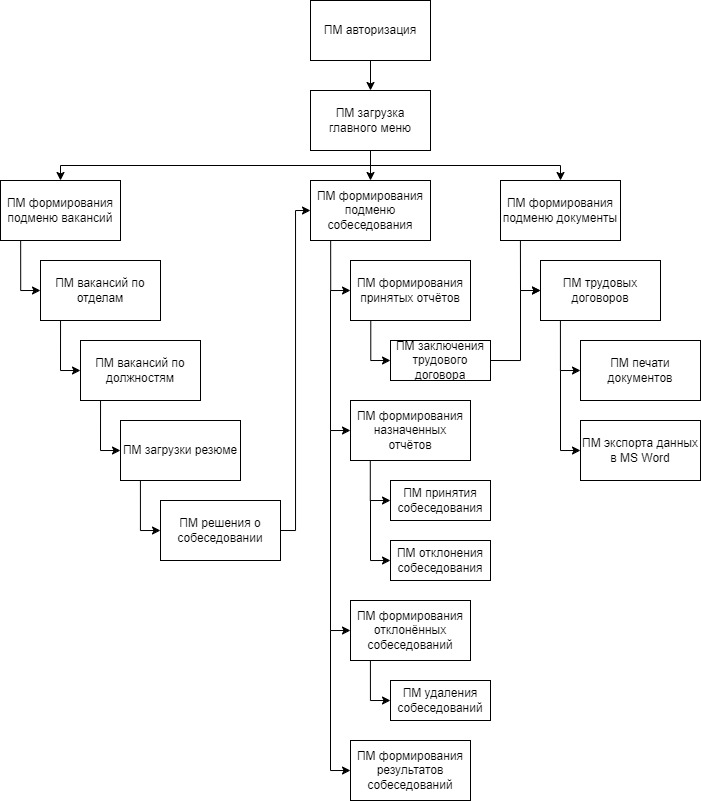 ПМ авторизация
ПМ загрузка
главного меню
ПМ формирования
подменю вакансий
ПМ формирования
подменю
собеседования
ПМ формирования
подменю документы
ПМ вакансий по
отделам
ПМ формирования
принятых отчётов
ПМ трудовых
договоров
ПМ вакансий по
должностям
ПМ заключения
трудового
договора
ПМ печати
документов
ПМ загрузки резюме
ПМ формирования
назначенных
отчётов
ПМ экспорта данных
в MS Word
ПМ решения о
собеседовании
ПМ принятия
собеседования
ПМ отклонения
собеседования
ПМ формирования
отклонённых
собеседований
ПМ удаления
собеседований
ПМ формирования
результатов
собеседований